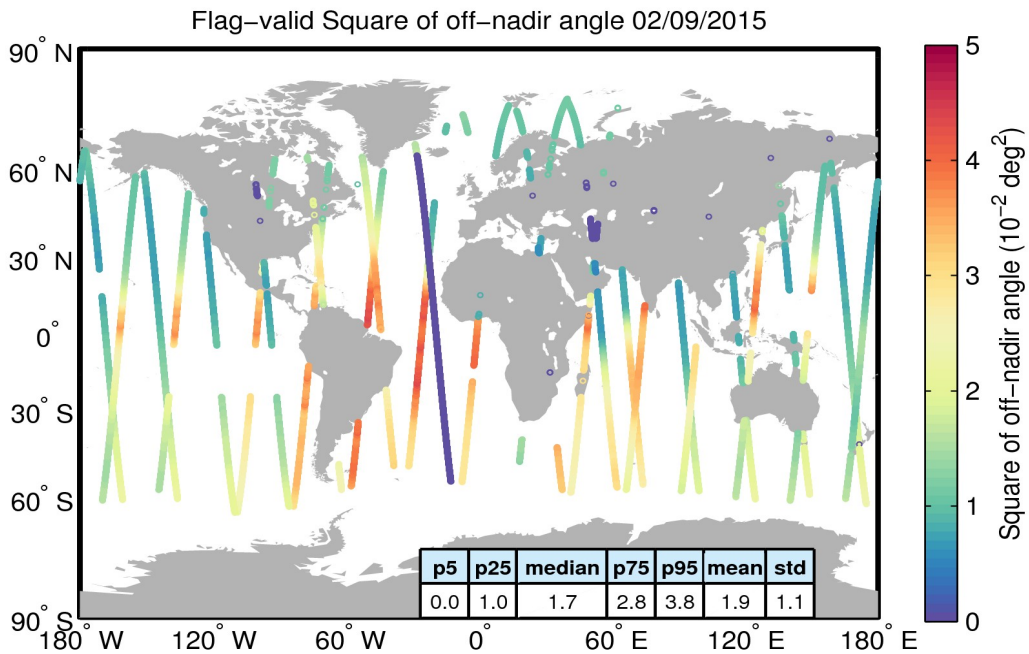 Flag−valid Square of off−nadir angle 02/09/2015
90° N
60° N
30° N
0°
30° S
60° S
90° S
180° W
120° W
60° W
0°
60° E
120° E
180° E
p5 p25 median p75 p95 mean std
0.0 1.0 1.7 2.8 3.8 1.9 1.1
5
4
3
2
1
0
Square of off−nadir angle (10⁻² deg²)